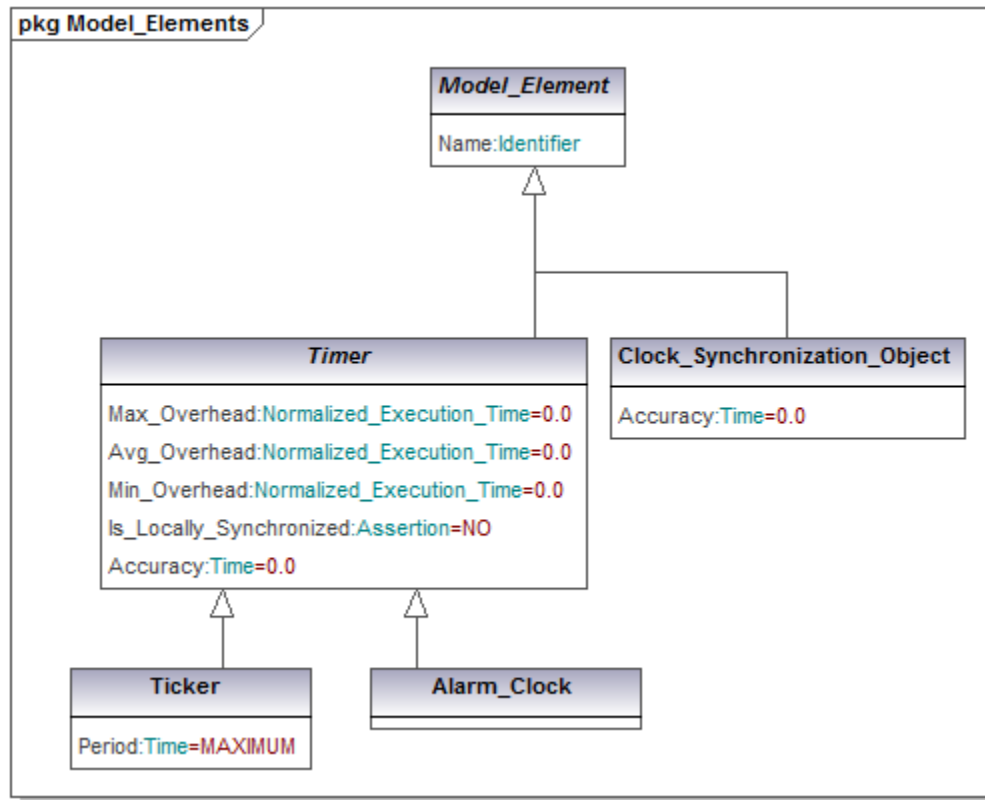 pkg Model_Elements
Model_Element
Name:Identifier
Timer
Max_Overhead:Normalized_Execution_Time=0.0
Avg_Overhead:Normalized_Execution_Time=0.0
Min_Overhead:Normalized_Execution_Time=0.0
Is_Locally_Synchronized:Assertion=NO
Accuracy:Time=0.0
Clock_Synchronization_Object
Accuracy:Time=0.0
Ticker
Period:Time=MAXIMUM
Alarm_Clock